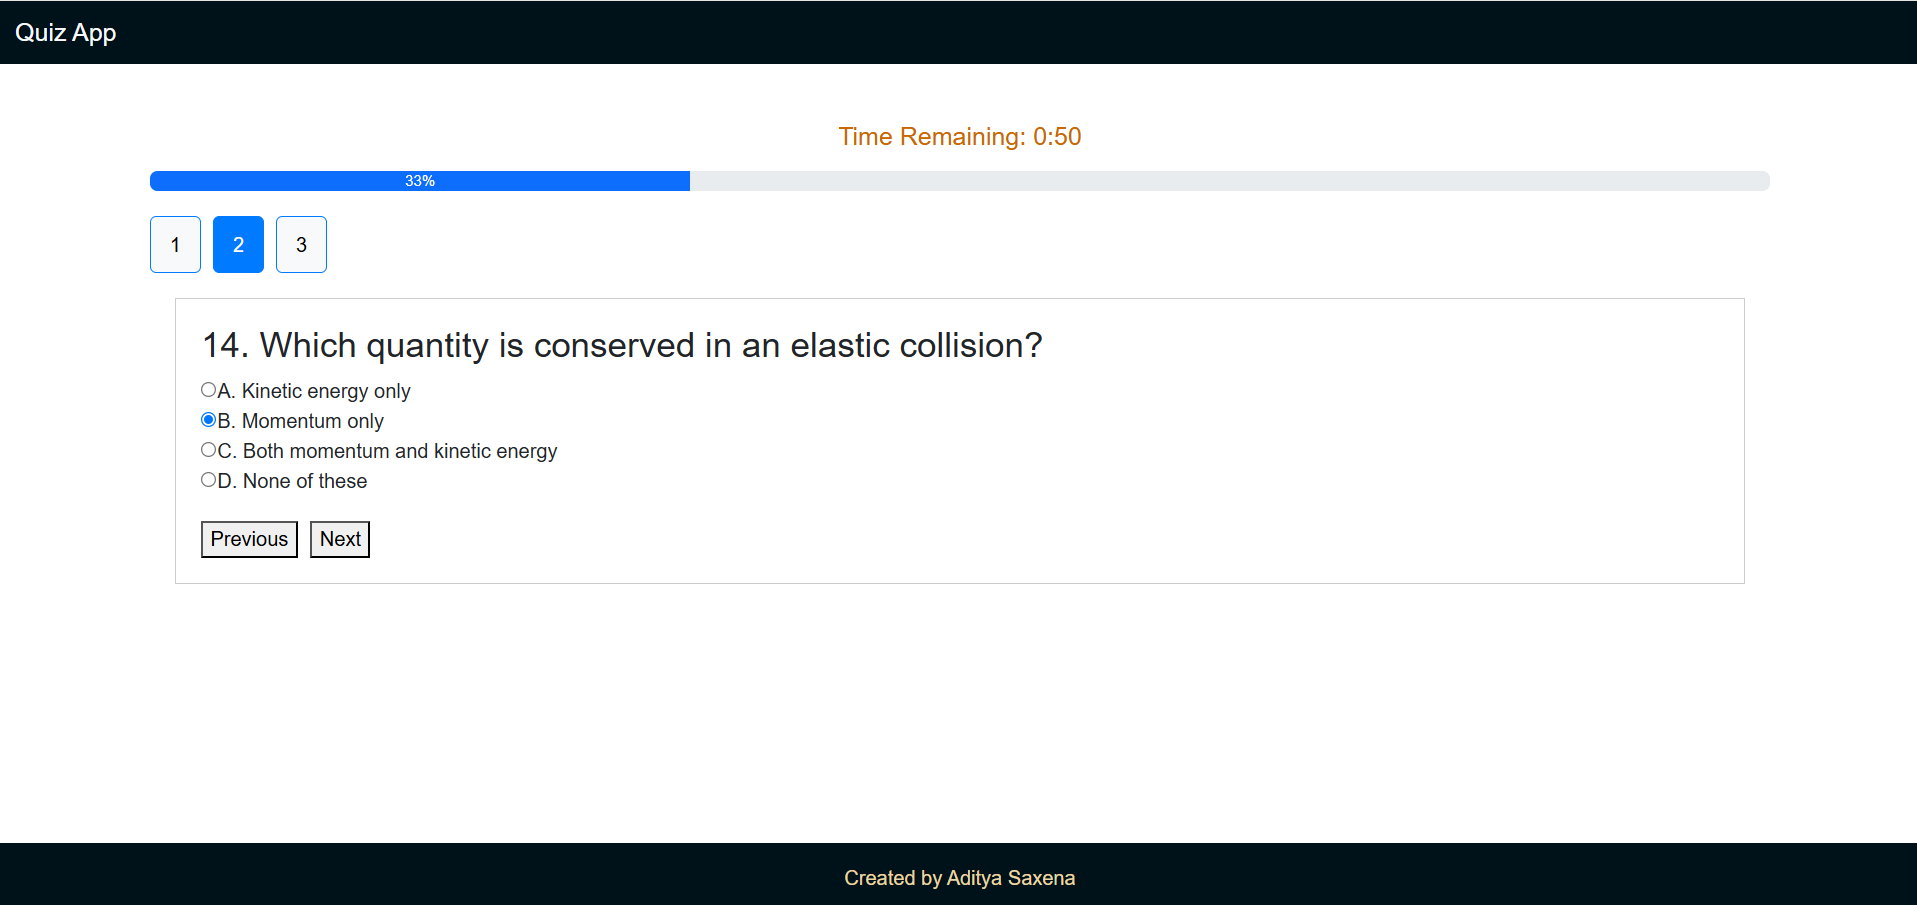 Quiz App
Time Remaining: 0:50
33%
1 2 3
14. Which quantity is conserved in an elastic collision?
A. Kinetic energy only
B. Momentum only
C. Both momentum and kinetic energy
D. None of these
Previous Next
Created by Aditya Saxena